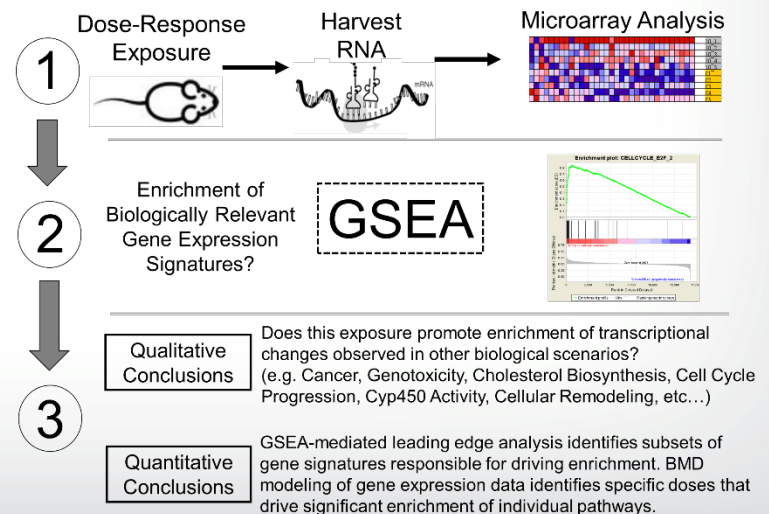 Dose-Response
Exposure
Harvest
RNA
Microarray Analysis
mRNA
1
Enrichment of
Biologically Relevant
Gene Expression
Signatures?
GSEA
Enrichment plot: CELLCYCLE_E2F_2
2
Qualitative
Conclusions
Does this exposure promote enrichment of transcriptional
changes observed in other biological scenarios?
(e.g. Cancer, Genotoxicity, Cholesterol Biosynthesis, Cell Cycle
Progression, Cyp450 Activity, Cellular Remodeling, etc…)
3
Quantitative
Conclusions
GSEA-mediated leading edge analysis identifies subsets of
gene signatures responsible for driving enrichment. BMD
modeling of gene expression data identifies specific doses that
drive significant enrichment of individual pathways.